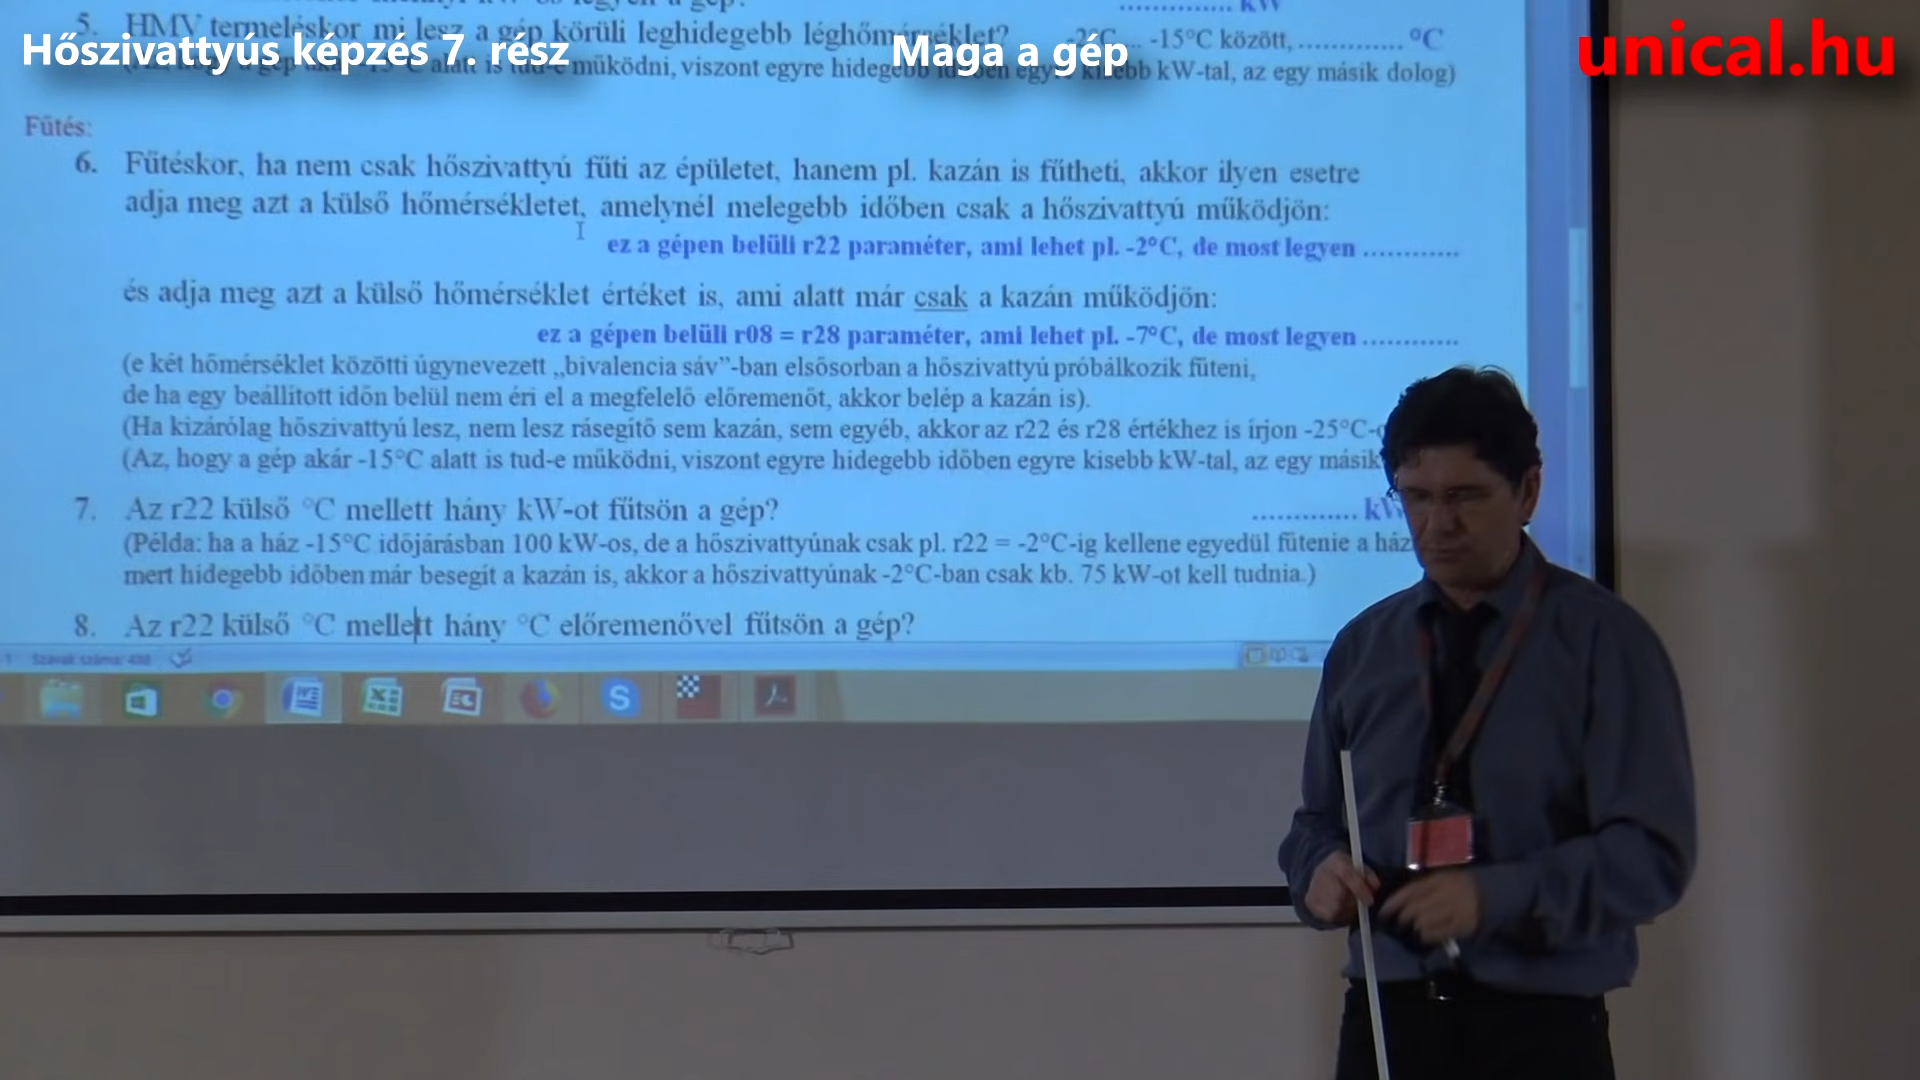 Hőszivattyús képzés 7. rész
Maga a gép
unical.hu
kW
5. HMV termeléskor mi lesz a gép körüli leghidegebb léghőmérséklet? -2°C... -15°C között, ............. °C
alatt is tud-e működni, viszont egyre hidegebb időben egyre kisebb kW-tal, az egy másik dolog)
Fűtés:
6. Fűtéskor, ha nem csak hőszivattyú fűti az épületet, hanem pl. kazán is fűtheti, akkor ilyen esetre
adja meg azt a külső hőmérsékletet, amelynél melegebb időben csak a hőszivattyú működjön:
ez a gépen belüli r22 paraméter, ami lehet pl. -2°C, de most legyen ............
és adja meg azt a külső hőmérséklet értéket is, ami alatt már csak a kazán működjön:
ez a gépen belüli r08 = r28 paraméter, ami lehet pl. -7°C, de most legyen ............
(e két hőmérséklet közötti úgynevezett „bivalencia sáv”-ban elsősorban a hőszivattyú próbálkozik fűteni,
de ha egy beállított időn belül nem éri el a megfelelő előremenőt, akkor belép a kazán is).
(Ha kizárólag hőszivattyú lesz, nem lesz rásegítő sem kazán, sem egyéb, akkor az r22 és r28 értékhez is írjon -25°C-
(Az, hogy a gép akár -15°C alatt is tud-e működni, viszont egyre hidegebb időben egyre kisebb kW-tal, az egy másik
7. Az r22 külső °C mellett hány kW-ot fűtsön a gép? ............. kW
(Példa: ha a ház -15°C időjárásban 100 kW-os, de a hőszivattyúnak csak pl. r22 = -2°C-ig kellene egyedül fűtenie a ház
mert hidegebb időben már besegít a kazán is, akkor a hőszivattyúnak -2°C-ban csak kb. 75 kW-ot kell tudnia.)
8. Az r22 külső °C mellett hány °C előremenővel fűtsön a gép?
Szavak száma: 488
S